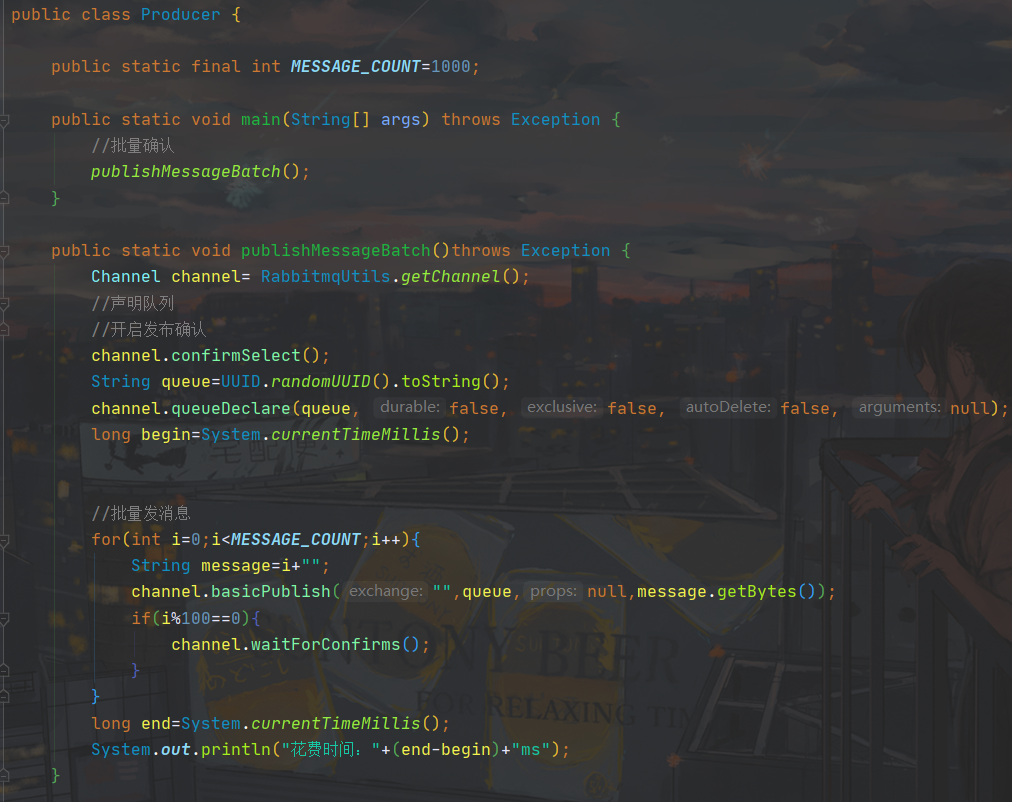 public class Producer {
public static final int MESSAGE_COUNT=1000;
public static void main(String[] args) throws Exception {
//批量确认
publishMessageBatch();
}
public static void publishMessageBatch()throws Exception {
Channel channel= RabbitmqUtils.getChannel();
//声明队列
//开启发布确认
channel.confirmSelect();
String queue=UUID.randomUUID().toString();
channel.queueDeclare(queue, durable: false, exclusive: false, autoDelete: false, arguments: null);
long begin=System.currentTimeMillis();
//批量发消息
for(int i=0;i<MESSAGE_COUNT;i++){
String message=i+"";
channel.basicPublish( exchange: "",queue, props: null,message.getBytes());
if(i%100==0){
channel.waitForConfirms();
}
}
long end=System.currentTimeMillis();
System.out.println("花费时间："+(end-begin)+"ms");
}
BEER
FOR RELAXING